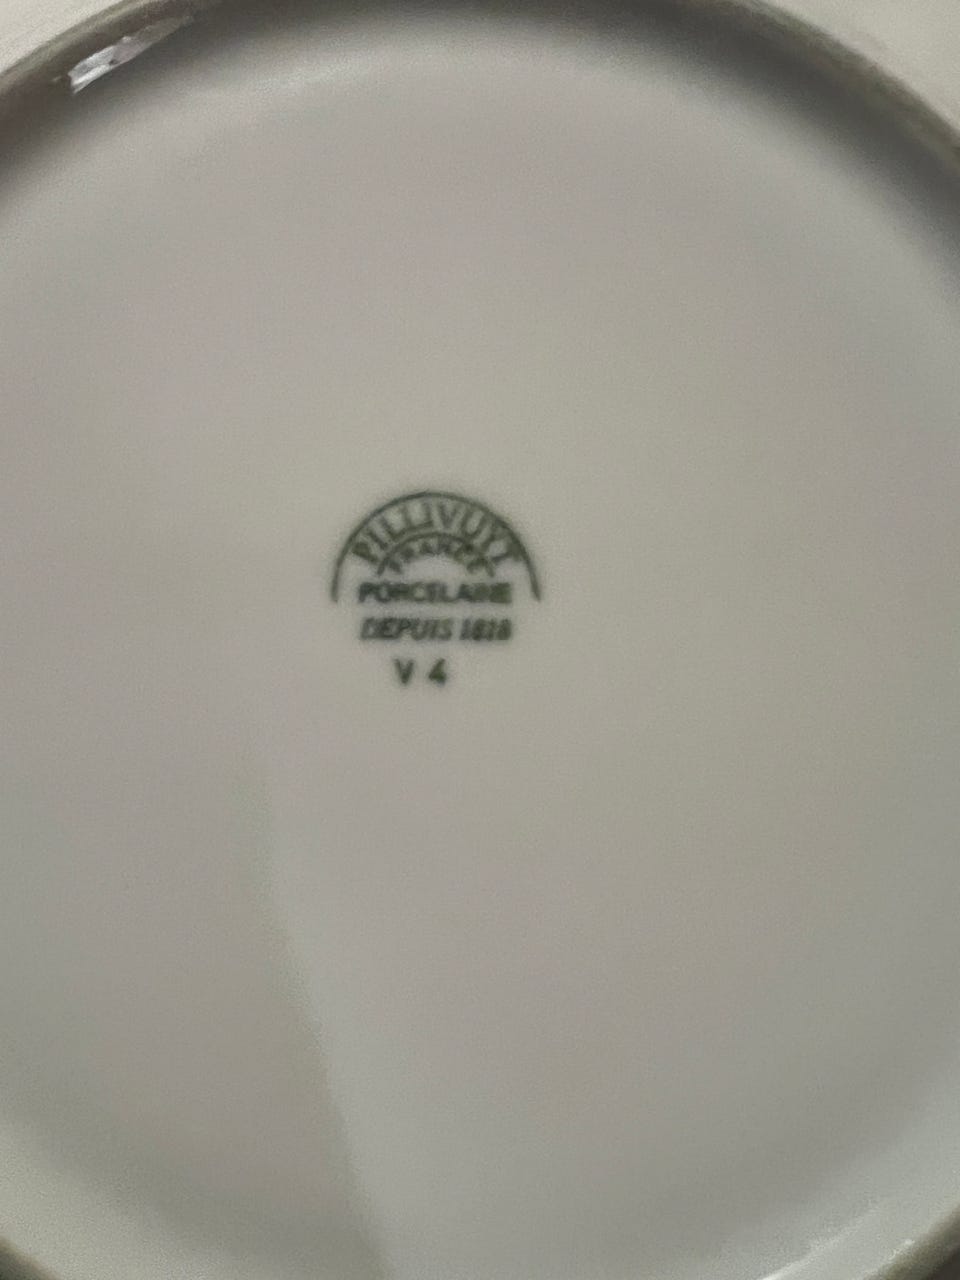 PILLIVUYT
FRANCE
PORCELAINE
DEPUIS 1818
V 4